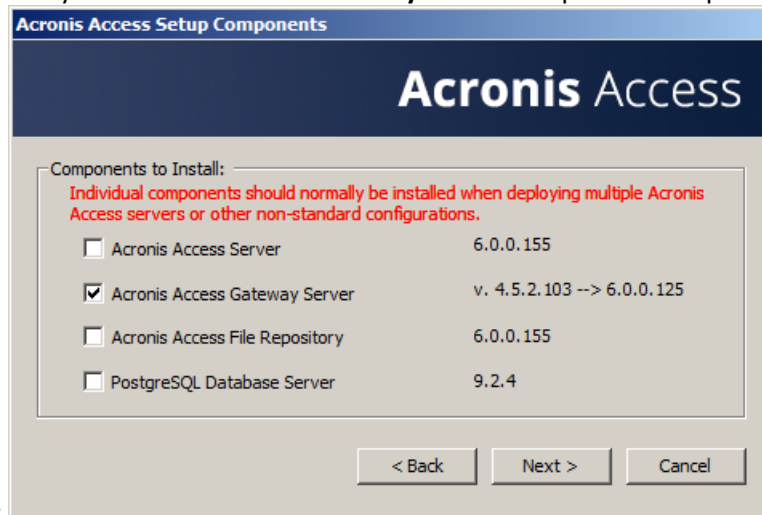 Acronis Access Setup Components
Acronis Access
Components to Install:
Individual components should normally be installed when deploying multiple Acronis
Access servers or other non-standard configurations.
Acronis Access Server 6.0.0.155
Acronis Access Gateway Server v. 4.5.2.103 --> 6.0.0.125
Acronis Access File Repository 6.0.0.155
PostgreSQL Database Server 9.2.4
< Back Next > Cancel